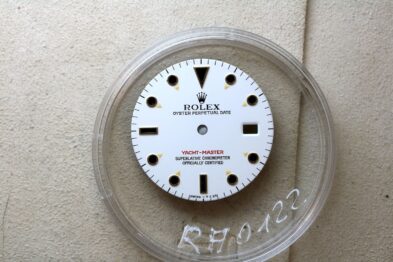 ROLEX
OYSTER PERPETUAL DATE
YACHT-MASTER
SUPERLATIVE CHRONOMETER
OFFICIALLY CERTIFIED
RH0122